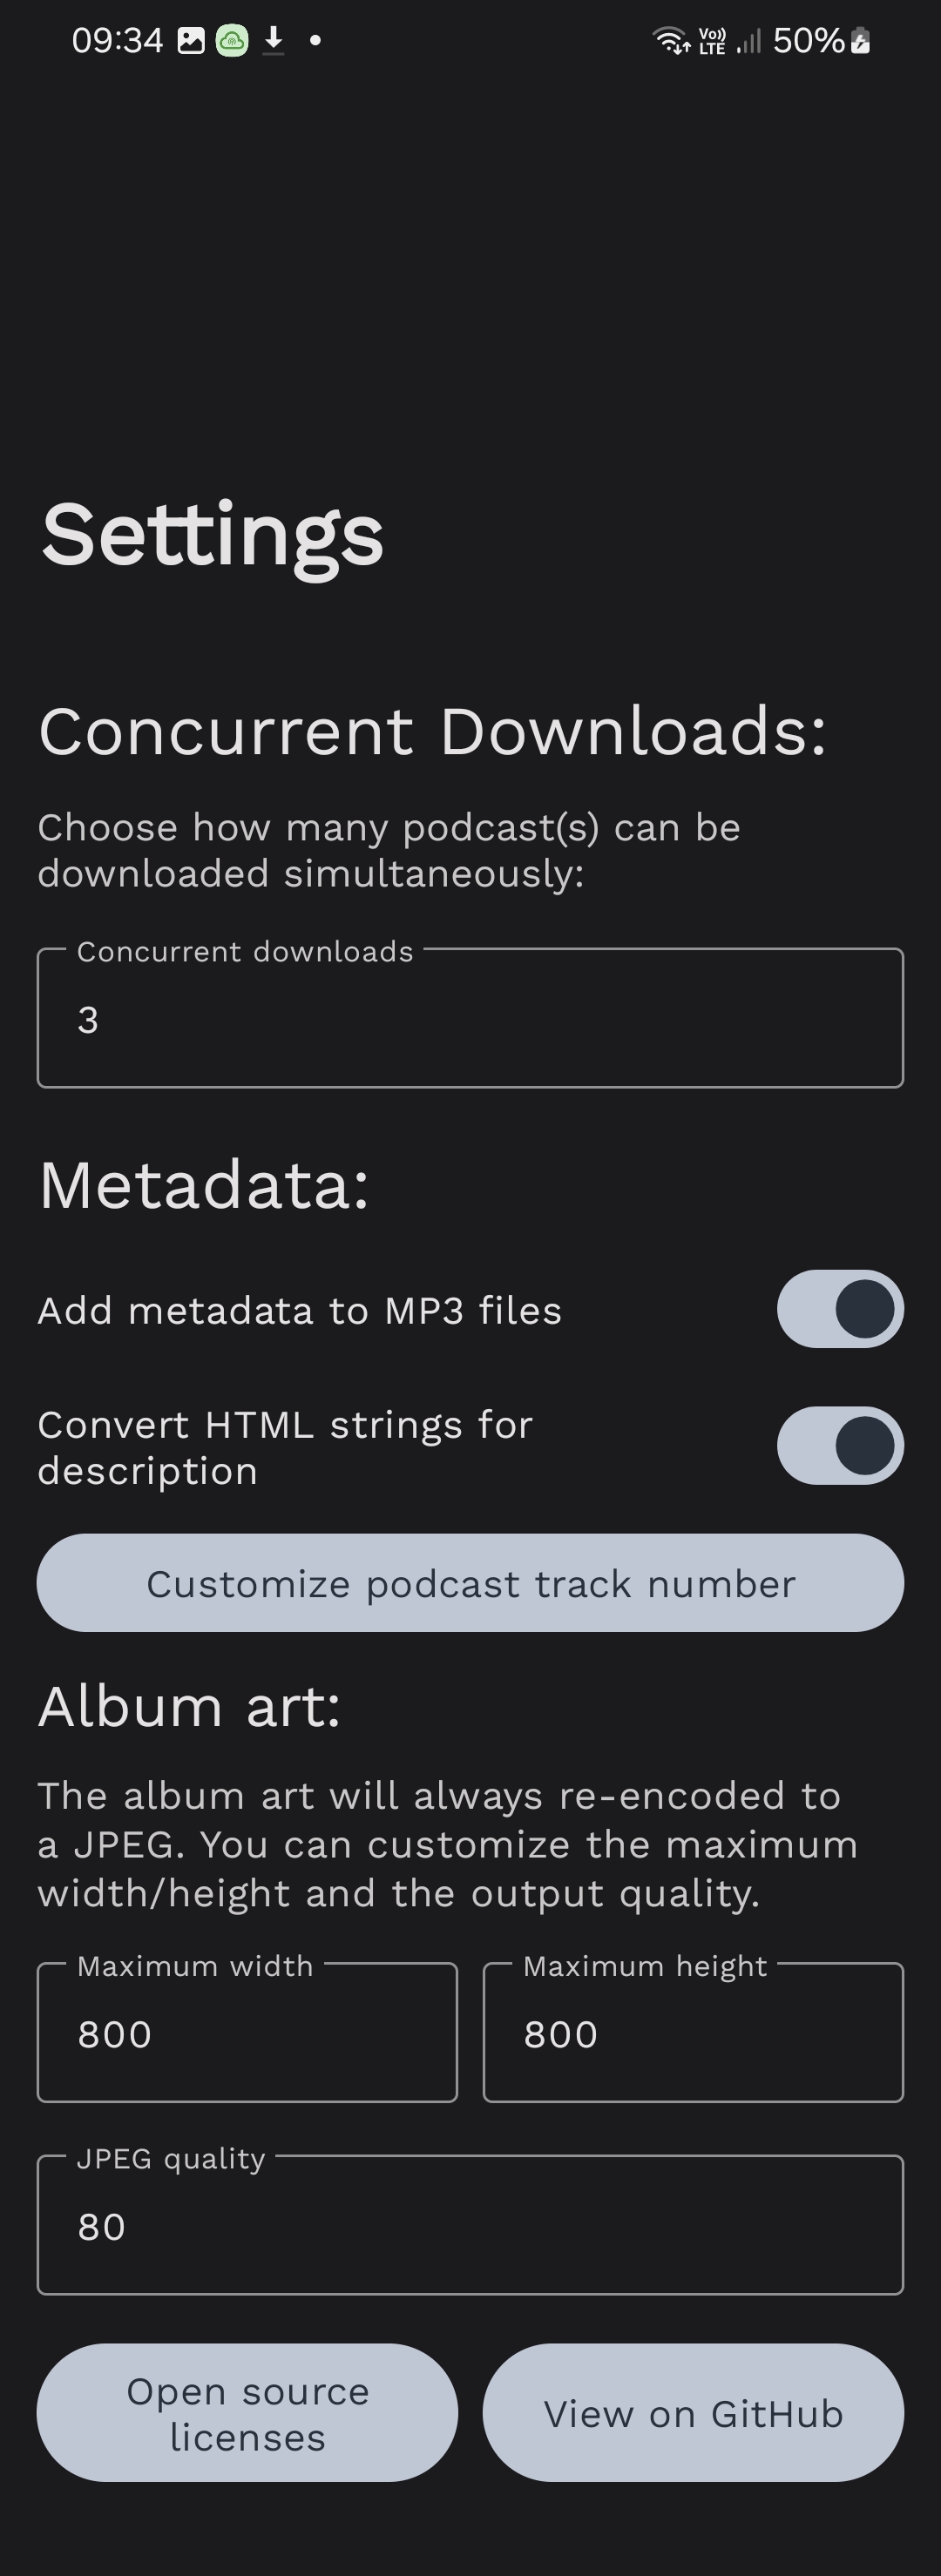 09:34
Vo)) LTE 50%
Settings
Concurrent Downloads:
Choose how many podcast(s) can be
downloaded simultaneously:
Concurrent downloads
3
Metadata:
Add metadata to MP3 files
Convert HTML strings for
description
Customize podcast track number
Album art:
The album art will always re-encoded to
a JPEG. You can customize the maximum
width/height and the output quality.
Maximum width
800
Maximum height
800
JPEG quality
80
Open source
licenses
View on GitHub